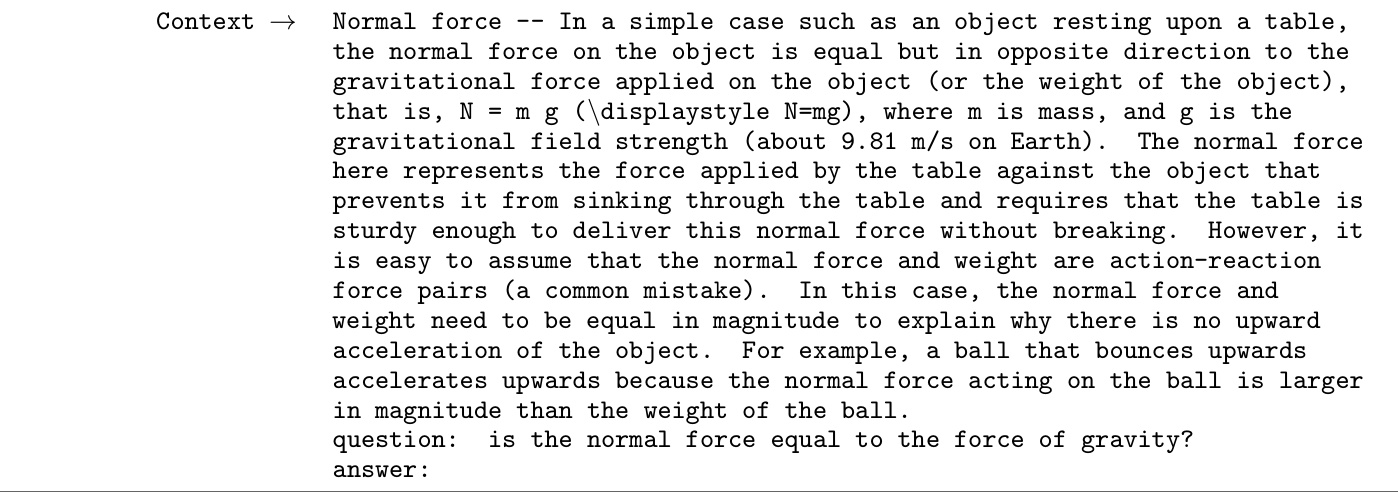 Context → Normal force -- In a simple case such as an object resting upon a table,
the normal force on the object is equal but in opposite direction to the
gravitational force applied on the object (or the weight of the object),
that is, N = m g (\displaystyle N=mg), where m is mass, and g is the
gravitational field strength (about 9.81 m/s on Earth).  The normal force
here represents the force applied by the table against the object that
prevents it from sinking through the table and requires that the table is
sturdy enough to deliver this normal force without breaking.  However, it
is easy to assume that the normal force and weight are action-reaction
force pairs (a common mistake).  In this case, the normal force and
weight need to be equal in magnitude to explain why there is no upward
acceleration of the object.  For example, a ball that bounces upwards
accelerates upwards because the normal force acting on the ball is larger
in magnitude than the weight of the ball.
question:  is the normal force equal to the force of gravity?
answer: